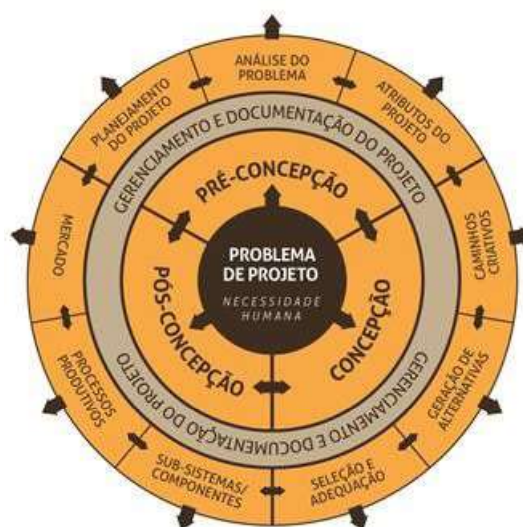 PROBLEMA
DE PROJETO
NECESSIDADE
HUMANA
PRÉ-CONCEPÇÃO
CONCEPÇÃO
PÓS-CONCEPÇÃO
GERENCIAMENTO E DOCUMENTAÇÃO DO PROJETO
GERENCIAMENTO E DOCUMENTAÇÃO DO PROJETO
PLANEJAMENTO
DO PROJETO
ANÁLISE DO
PROBLEMA
ATRIBUTOS DO
PROJETO
CAMINHOS
CRIATIVOS
GERAÇÃO DE
ALTERNATIVAS
SELEÇÃO E
ADEQUAÇÃO
SUB-SISTEMAS/
COMPONENTES
PROCESSOS
PRODUTIVOS
MERCADO